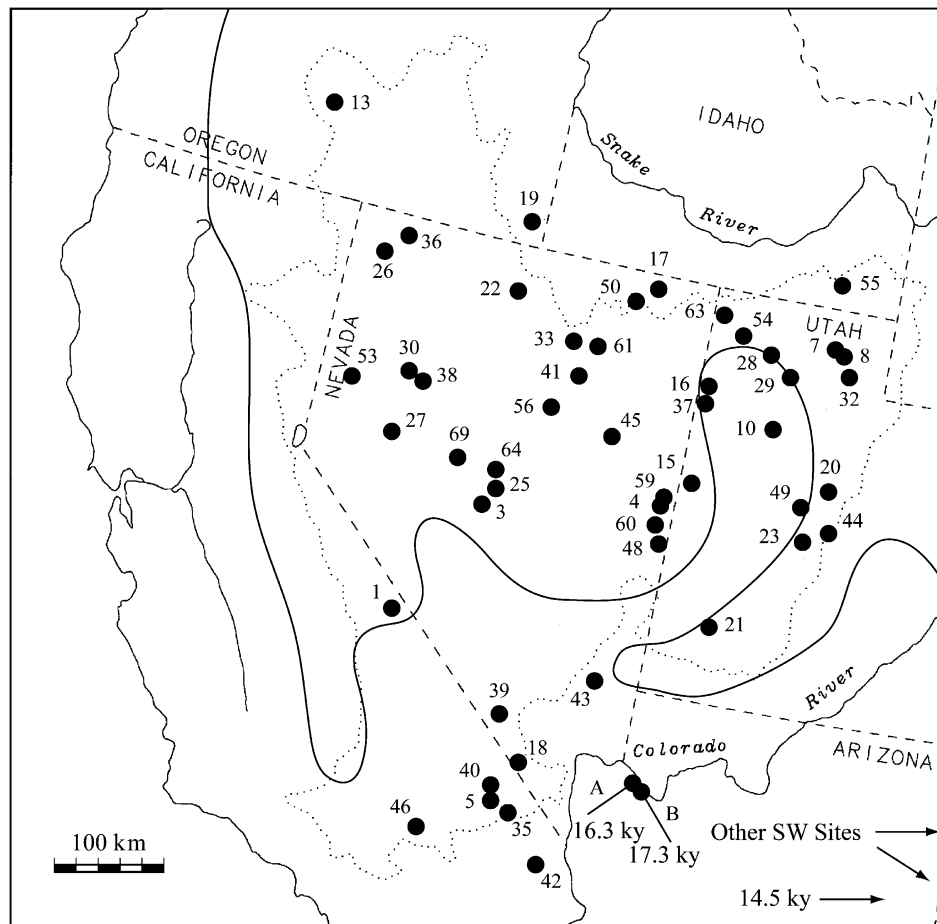 13
OREGON
CALIFORNIA
IDAHO
Snake
River
19
36
26
17
50
55
22
63
54
UTAH
7
8
33
61
28
NEVADA
53
30
38
41
16
29
32
37
56
27
45
10
69
64
15
20
25
59
49
3
4
44
60
23
48
1
21
43
River
39
18
Colorado
ARIZONA
40
5
A
B
46
35
16.3 ky
Other SW Sites
100 km
17.3 ky
42
14.5 ky